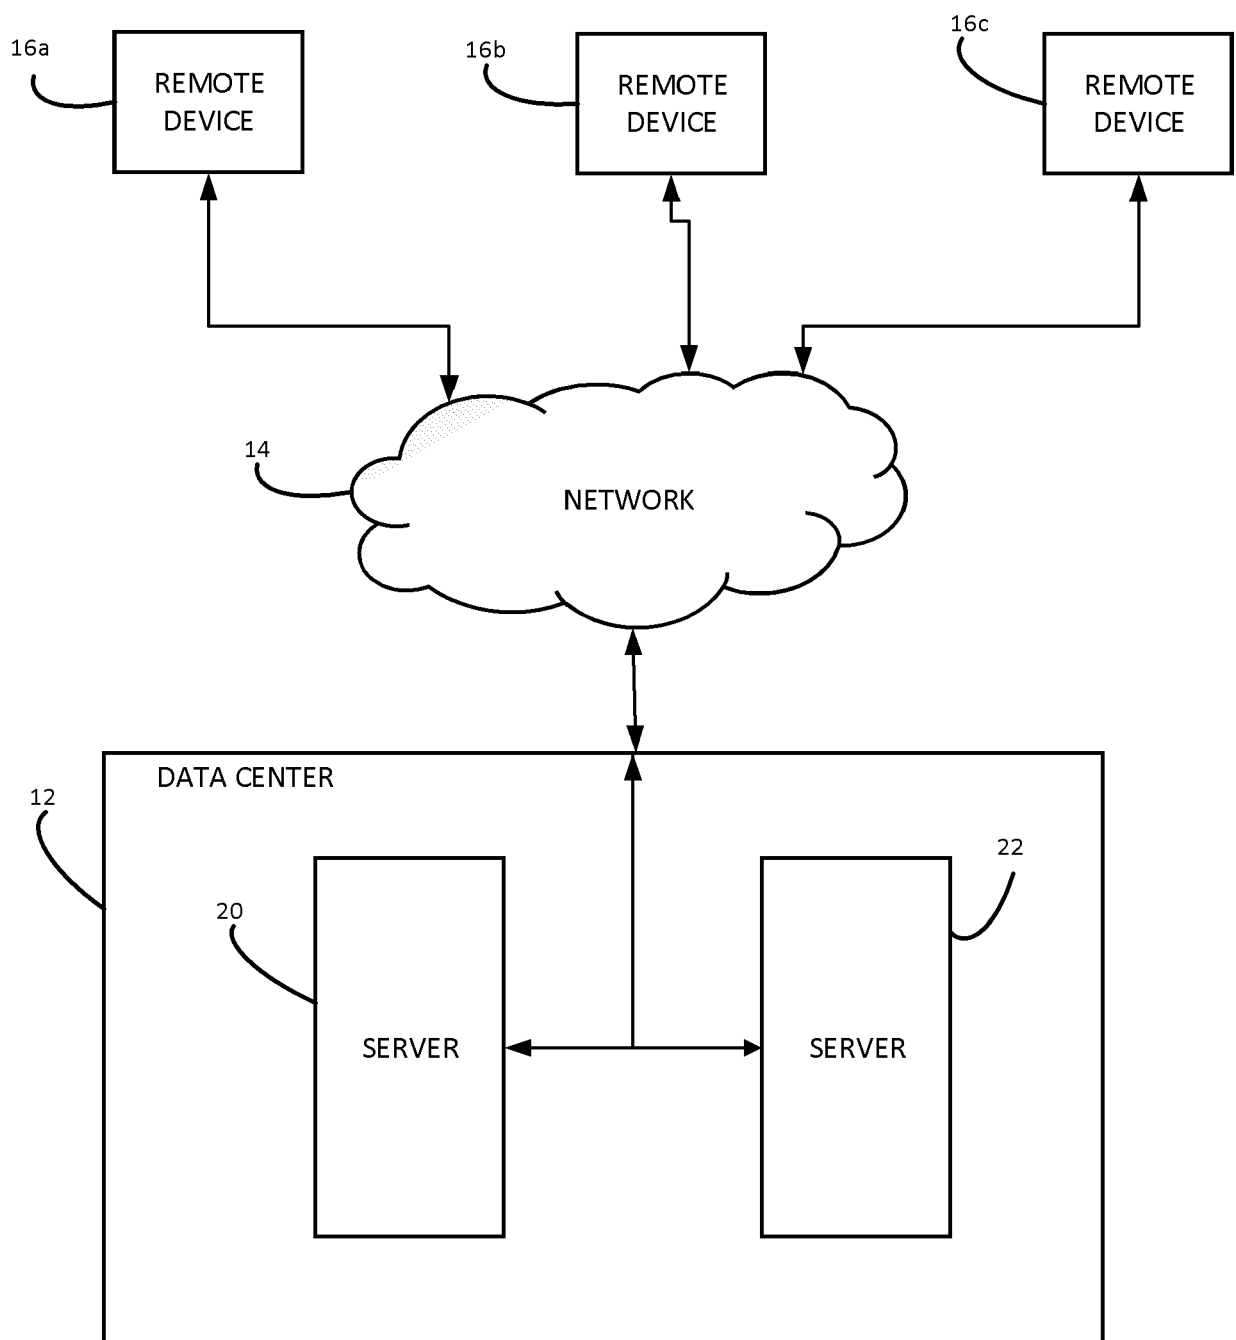 16a
REMOTE
DEVICE
16b
REMOTE
DEVICE
16c
REMOTE
DEVICE
14
NETWORK
DATA CENTER
12
20
SERVER
22
SERVER